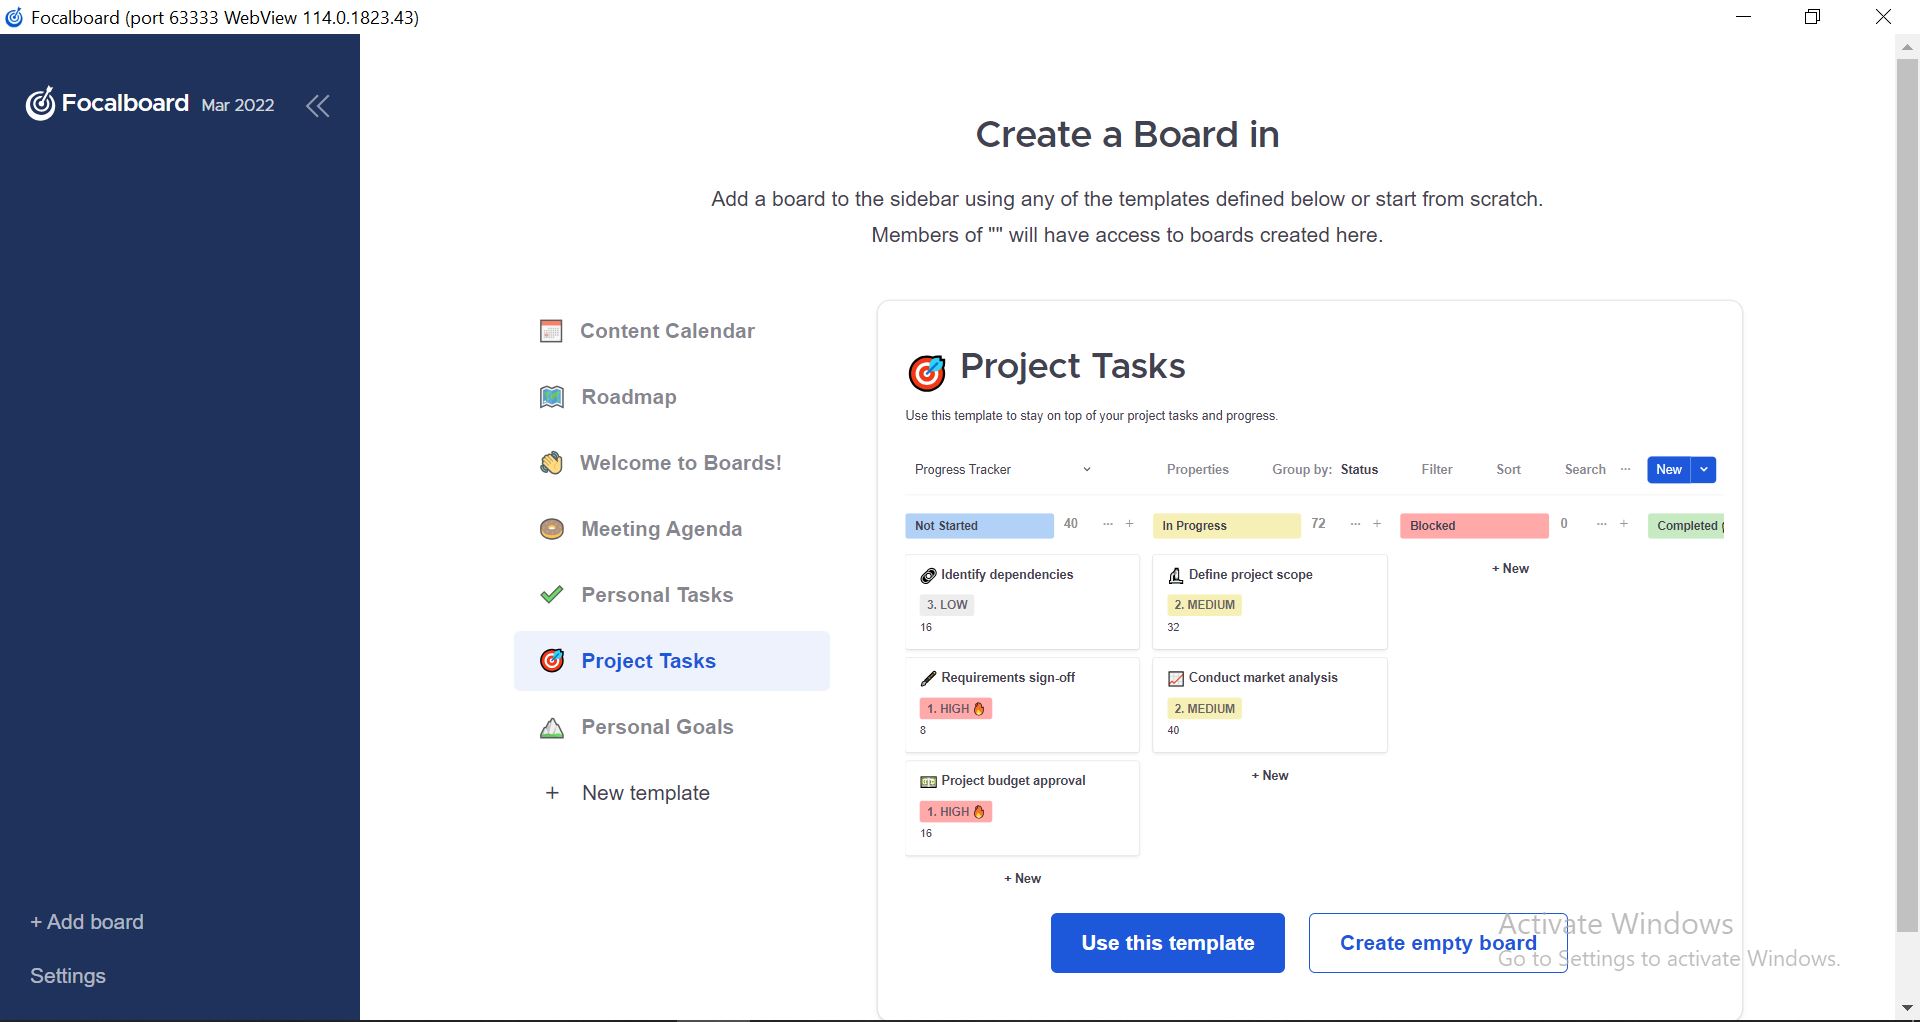 Focalboard (port 63333 WebView 114.0.1823.43)
Focalboard Mar 2022
Create a Board in
Add a board to the sidebar using any of the templates defined below or start from scratch.
Members of "" will have access to boards created here.
Content Calendar
Roadmap
Welcome to Boards!
Meeting Agenda
Personal Tasks
Project Tasks
Personal Goals
+ New template
Project Tasks
Use this template to stay on top of your project tasks and progress.
Progress Tracker Properties Group by: Status Filter Sort Search ... New
Not Started 40 ... + In Progress 72 ... + Blocked 0 ... + Completed
Identify dependencies
3. LOW
16
Requirements sign-off
1. HIGH
8
Project budget approval
1. HIGH
16
+ New
Define project scope
2. MEDIUM
32
Conduct market analysis
2. MEDIUM
40
+ New
+ New
Use this template
Create empty board
+ Add board
Settings
Activate Windows
Go to Settings to activate Windows.